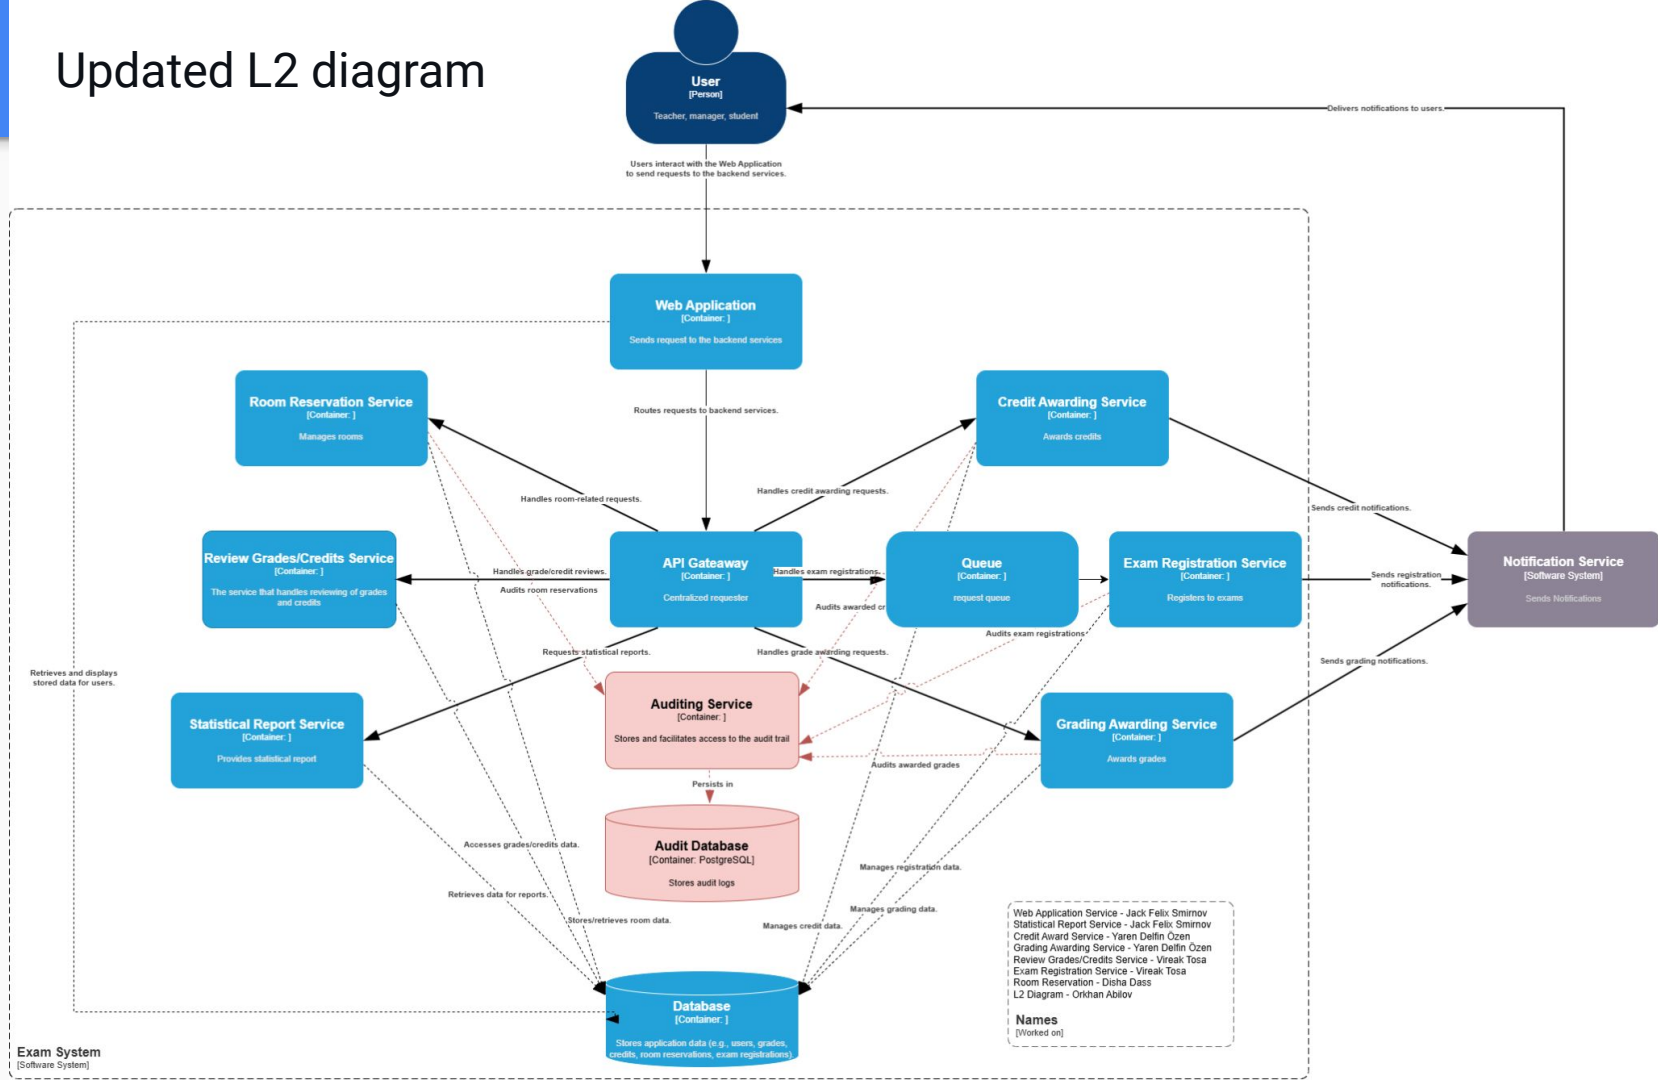 Updated L2 diagram
User
[Person]
Teacher, manager, student
Delivers notifications to users.
Users interact with the Web Application
to send requests to the backend services.
Web Application
[Container: ]
Sends request to the backend services
Room Reservation Service
[Container: ]
Manages rooms
Routes requests to backend services.
Credit Awarding Service
[Container: ]
Awards credits
Handles room-related requests.
Handles credit awarding requests.
Sends credit notifications.
Review Grades/Credits Service
[Container: ]
The service that handles reviewing of grades
and credits
Handles grade/credit reviews.
Audits room reservations
API Gateaway
[Container: ]
Centralized requester
Handles exam registrations.
Queue
[Container: ]
request queue
Exam Registration Service
[Container: ]
Registers to exams
Sends registration
notifications.
Notification Service
[Software System]
Sends Notifications
Audits awarded cr
Audits exam registrations
Requests statistical reports.
Handles grade awarding requests.
Sends grading notifications.
Retrieves and displays
stored data for users.
Statistical Report Service
[Container: ]
Provides statistical report
Auditing Service
[Container: ]
Stores and facilitates access to the audit trail
Grading Awarding Service
[Container: ]
Awards grades
Audits awarded grades
Persists in
Audit Database
[Container: PostgreSQL]
Stores audit logs
Accesses grades/credits data.
Retrieves data for reports.
Stores/retrieves room data.
Manages registration data.
Manages grading data.
Manages credit data.
Database
[Container: ]
Stores application data (e.g., users, grades,
credits, room reservations, exam registrations).
Web Application Service - Jack Felix Smirnov
Statistical Report Service - Jack Felix Smirnov
Credit Award Service - Yaren Delfin Özen
Grading Awarding Service - Yaren Delfin Özen
Review Grades/Credits Service - Vireak Tosa
Exam Registration Service - Vireak Tosa
Room Reservation - Disha Dass
L2 Diagram - Orkhan Abilov
Names
[Worked on]
Exam System
[Software System]